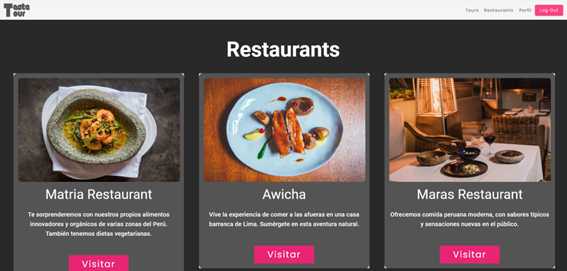 Taste
Tour
Tours Restaurants Perfil Log Out
Restaurants
Matria Restaurant
Te sorprenderemos con nuestros propios alimentos
innovadores y orgánicos de varias zonas del Perú.
También tenemos dietas vegetarianas.
Visitar
Awicha
Vive la experiencia de comer a las afueras en una casa
barranca de Lima. Sumérgete en esta aventura natural.
Visitar
Maras Restaurant
Ofrecemos comida peruana moderna, con sabores típicos
y sensaciones nuevas en el público.
Visitar